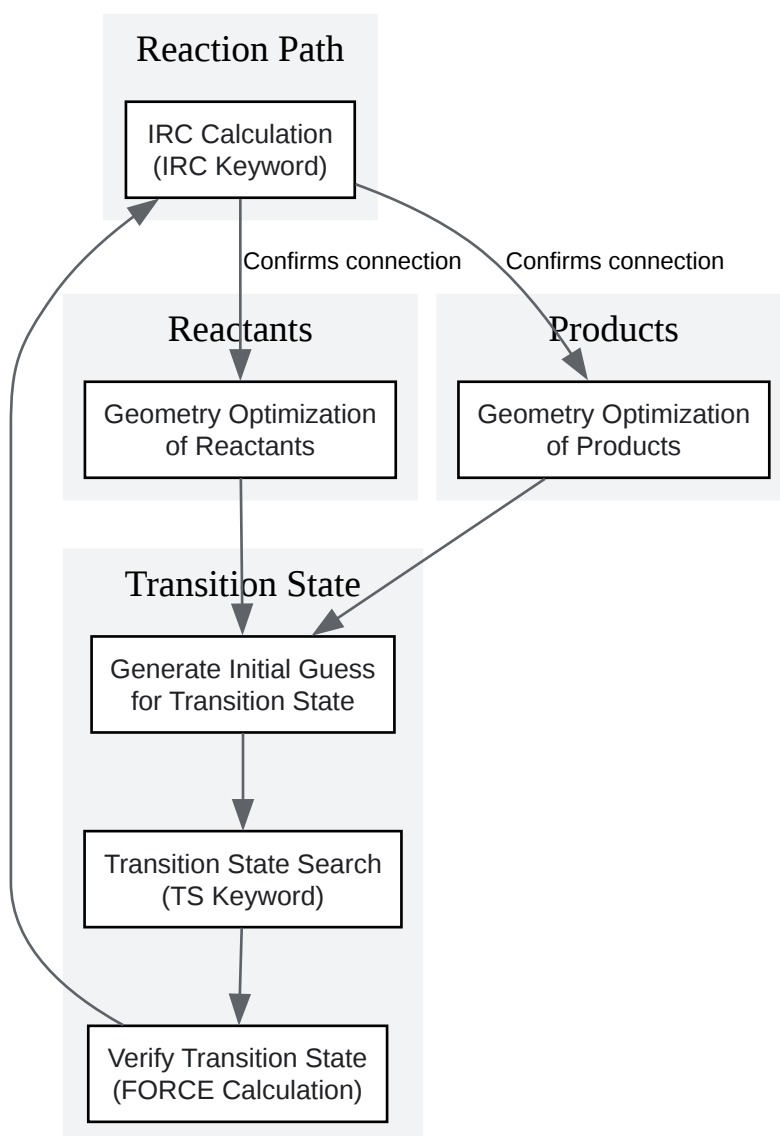 Reaction Path
IRC Calculation
(IRC Keyword)
Confirms connection
Confirms connection
Reactants
Products
Geometry Optimization
of Reactants
Geometry Optimization
of Products
Transition State
Generate Initial Guess
for Transition State
Transition State Search
(TS Keyword)
Verify Transition State
(FORCE Calculation)